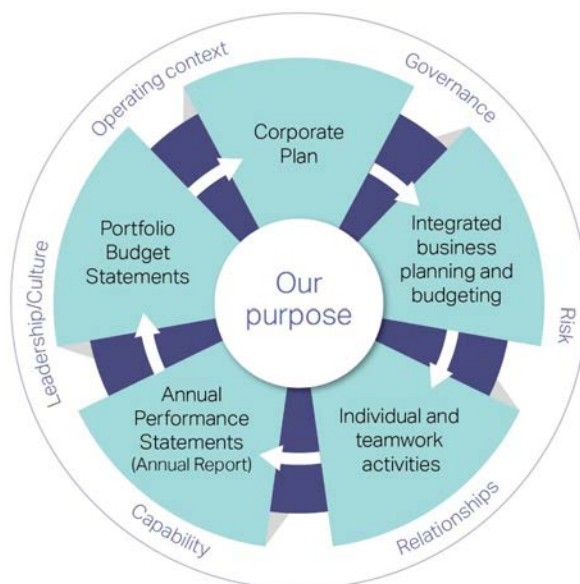 Operating context
Governance
Corporate
Plan
Portfolio
Budget
Statements
Integrated
business
planning and
budgeting
Our
purpose
Leadership/Culture
Risk
Annual
Performance
Statements
(Annual Report)
Individual and
teamwork
activities
Capability
Relationships